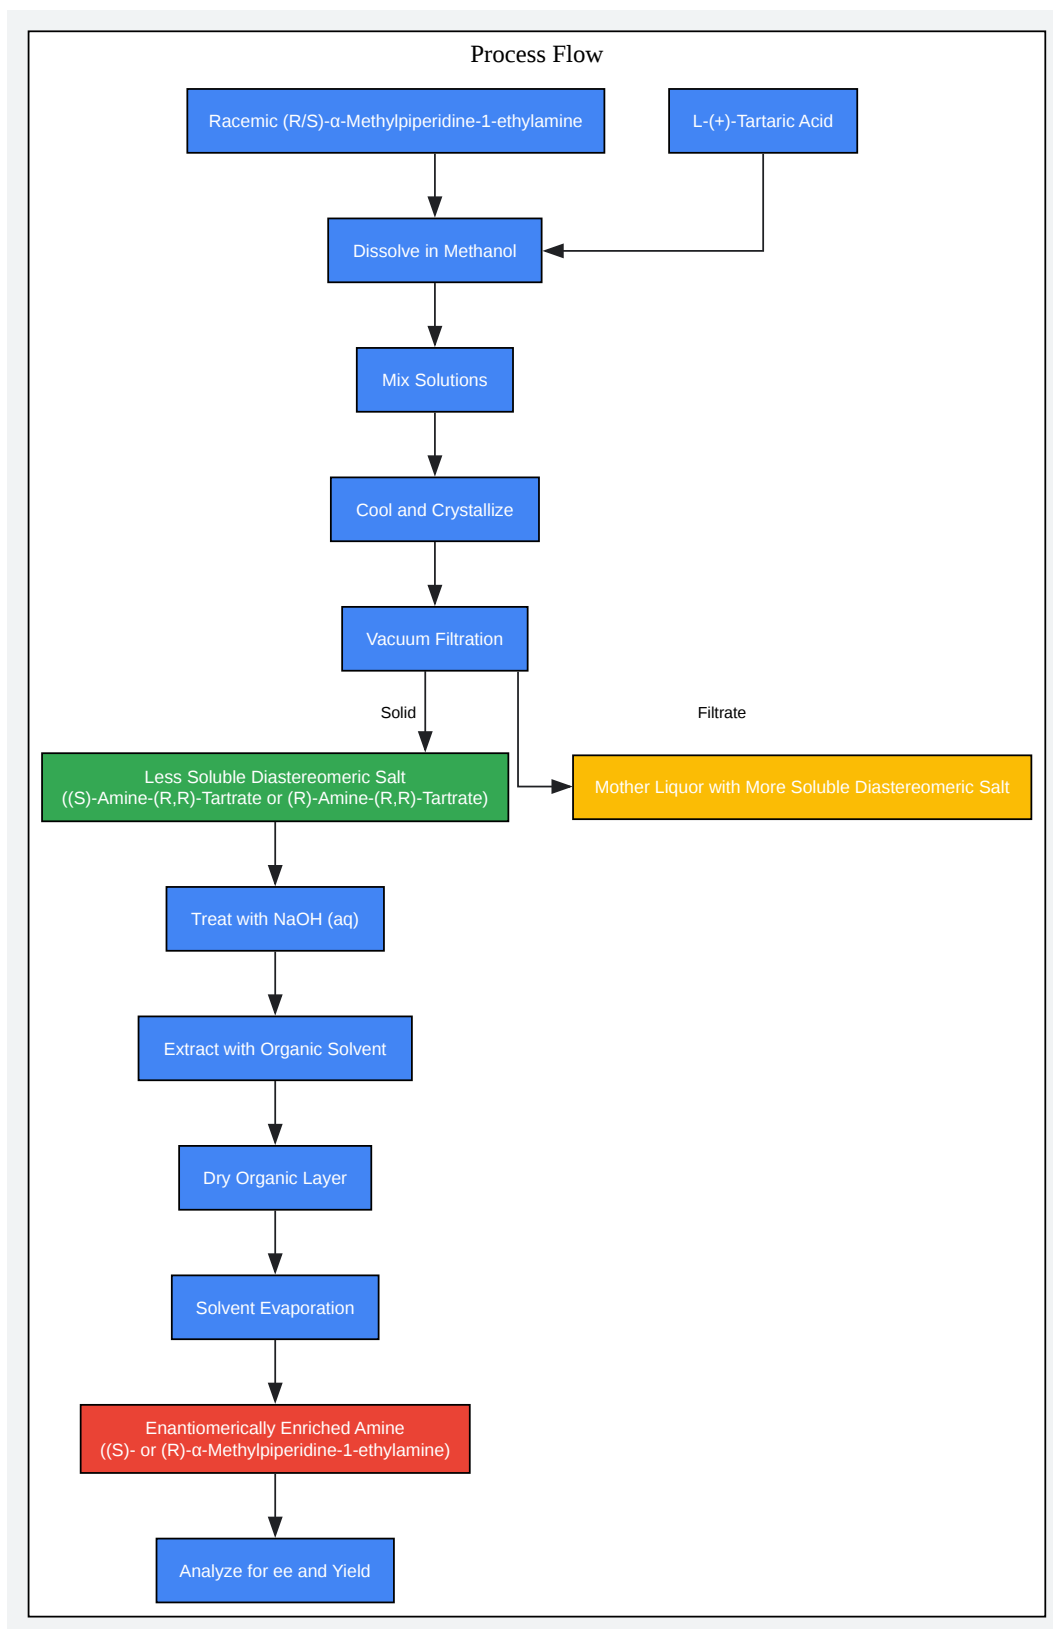 Process Flow
Racemic (R/S)-α-Methylpiperidine-1-ethylamine
L-(+)-Tartaric Acid
Dissolve in Methanol
Mix Solutions
Cool and Crystallize
Vacuum Filtration
Solid
Filtrate
Less Soluble Diastereomeric Salt
((S)-Amine-(R,R)-Tartrate or (R)-Amine-(R,R)-Tartrate)
Mother Liquor with More Soluble Diastereomeric Salt
Treat with NaOH (aq)
Extract with Organic Solvent
Dry Organic Layer
Solvent Evaporation
Enantiomerically Enriched Amine
((S)- or (R)-α-Methylpiperidine-1-ethylamine)
Analyze for ee and Yield